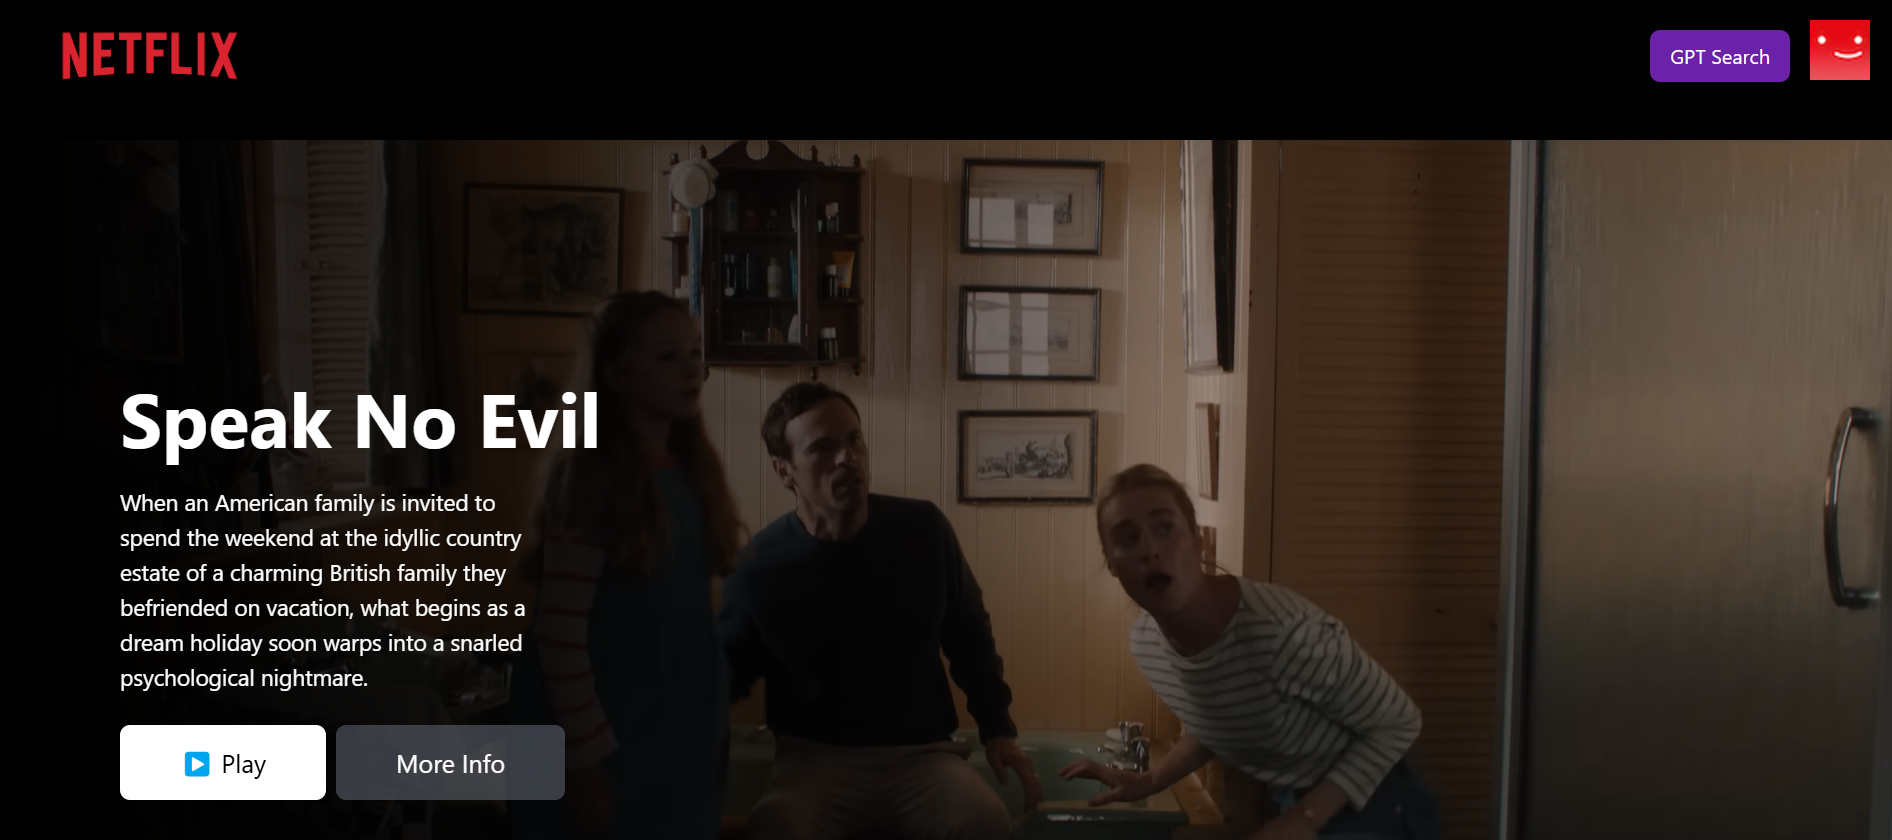 NETFLIX
GPT Search
Speak No Evil
When an American family is invited to
spend the weekend at the idyllic country
estate of a charming British family they
befriended on vacation, what begins as a
dream holiday soon warps into a snarled
psychological nightmare.
Play
More Info